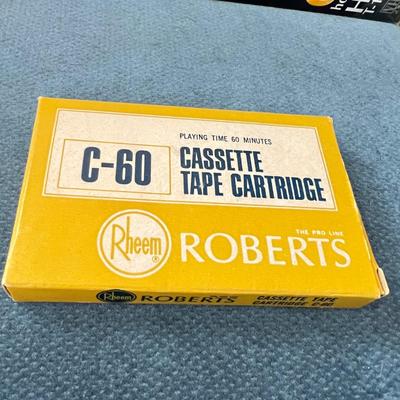 PLAYING TIME 60 MINUTES
C-60
CASSETTE
TAPE CARTRIDGE
THE PRO LINE
Rheem®
ROBERTS
Rheem
ROBERTS
CASSETTE TAPE
CARTRIDGE C-60